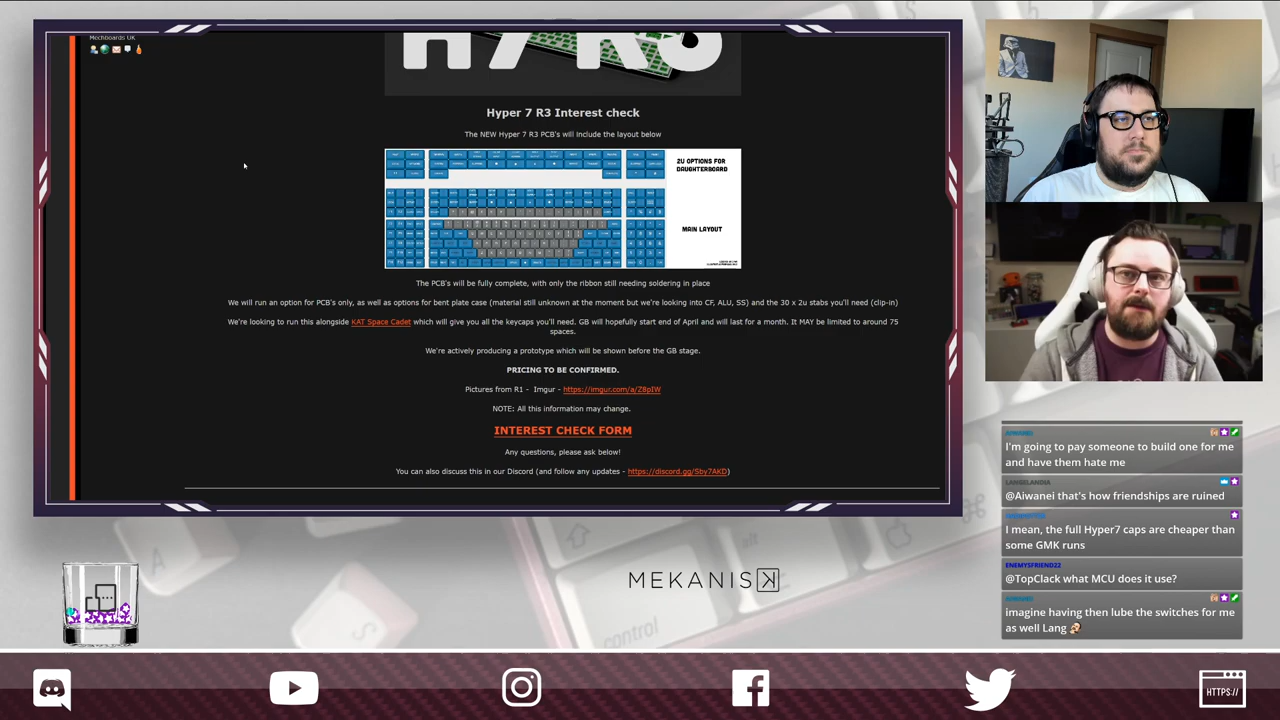 Mechboards UK
H7R3
Hyper 7 R3 Interest check
The NEW Hyper 7 R3 PCB's will include the layout below
2U OPTIONS FOR
DAUGHTERBOARD
MAIN LAYOUT
The PCB's will be fully complete, with only the ribbon still needing soldering in place
We will run an option for PCB's only, as well as options for bent plate case (material still unknown at the moment but we're looking into CF, ALU, SS) and the 30 x 2u stabs you'll need (clip-in)
We're looking to run this alongside KAT Space Cadet which will give you all the keycaps you'll need. GB will hopefully start end of April and will last for a month. It MAY be limited to around 75
spaces.
We're actively producing a prototype which will be shown before the GB stage.
PRICING TO BE CONFIRMED.
Pictures from R1 - Imgur - https://imgur.com/a/Z8pIW
NOTE: All this information may change.
INTEREST CHECK FORM
Any questions, please ask below!
You can also discuss this in our Discord (and follow any updates - https://discord.gg/Sby7AKD)
I'm going to pay someone to build one for me
and have them hate me
LANGELANDIA
@Aiwanei that's how friendships are ruined
I mean, the full Hyper7 caps are cheaper than
some GMK runs
ENEMYSFRIEND22
@TopClack what MCU does it use?
imagine having then lube the switches for me
as well Lang
MEKANISK
A
alt
control
HTTPS://